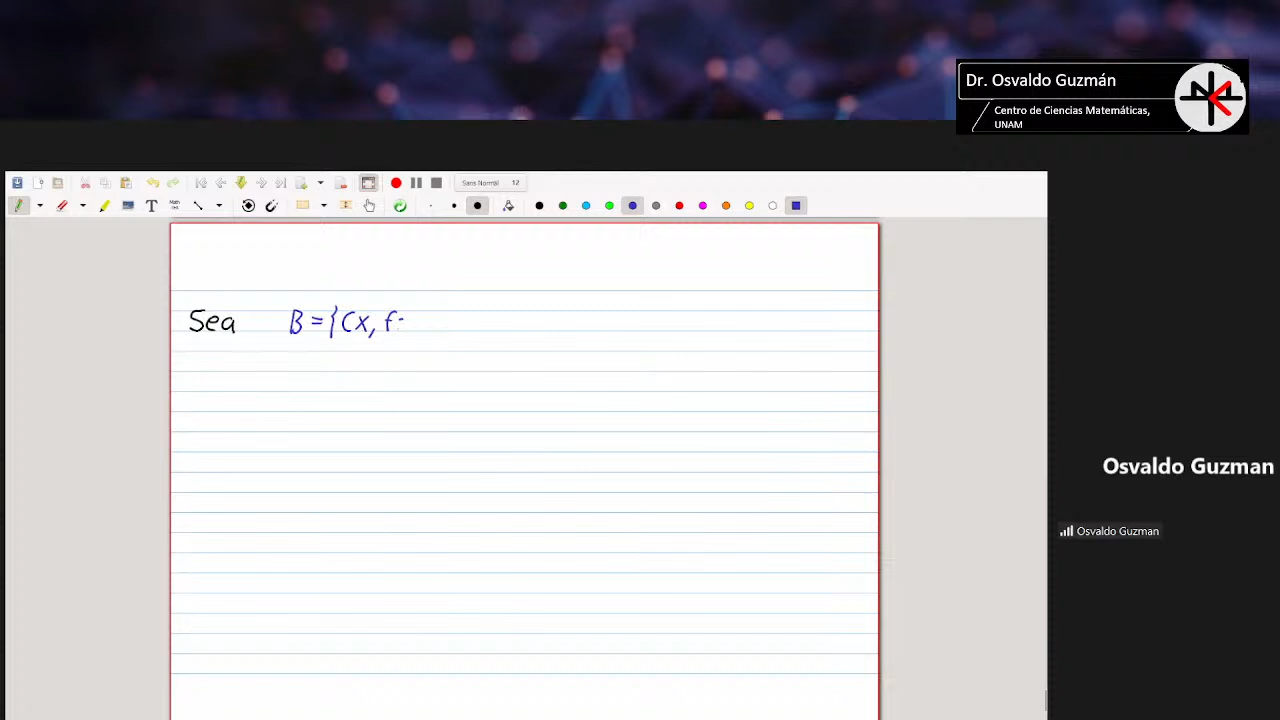 Dr. Osvaldo Guzmán
Centro de Ciencias Matemáticas,
UNAM
Sans Normal 12
Sea B = {(x, f
Osvaldo Guzman
Osvaldo Guzman